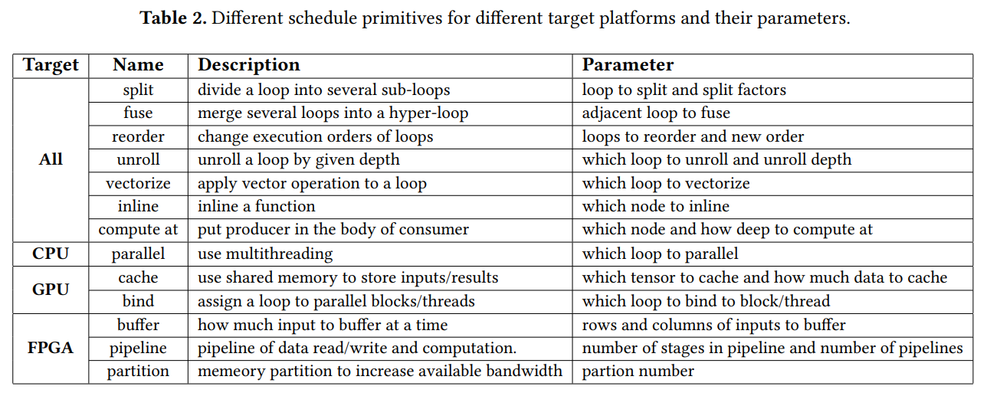 Table 2. Different schedule primitives for different target platforms and their parameters.
Target Name Description Parameter
All
split divide a loop into several sub-loops loop to split and split factors
fuse merge several loops into a hyper-loop adjacent loop to fuse
reorder change execution orders of loops loops to reorder and new order
unroll unroll a loop by given depth which loop to unroll and unroll depth
vectorize apply vector operation to a loop which loop to vectorize
inline inline a function which node to inline
compute at put producer in the body of consumer which node and how deep to compute at
CPU parallel use multithreading which loop to parallel
GPU
cache use shared memory to store inputs/results which tensor to cache and how much data to cache
bind assign a loop to parallel blocks/threads which loop to bind to block/thread
FPGA
buffer how much input to buffer at a time rows and columns of inputs to buffer
pipeline pipeline of data read/write and computation. number of stages in pipeline and number of pipelines
partition memeory partition to increase available bandwidth partion number